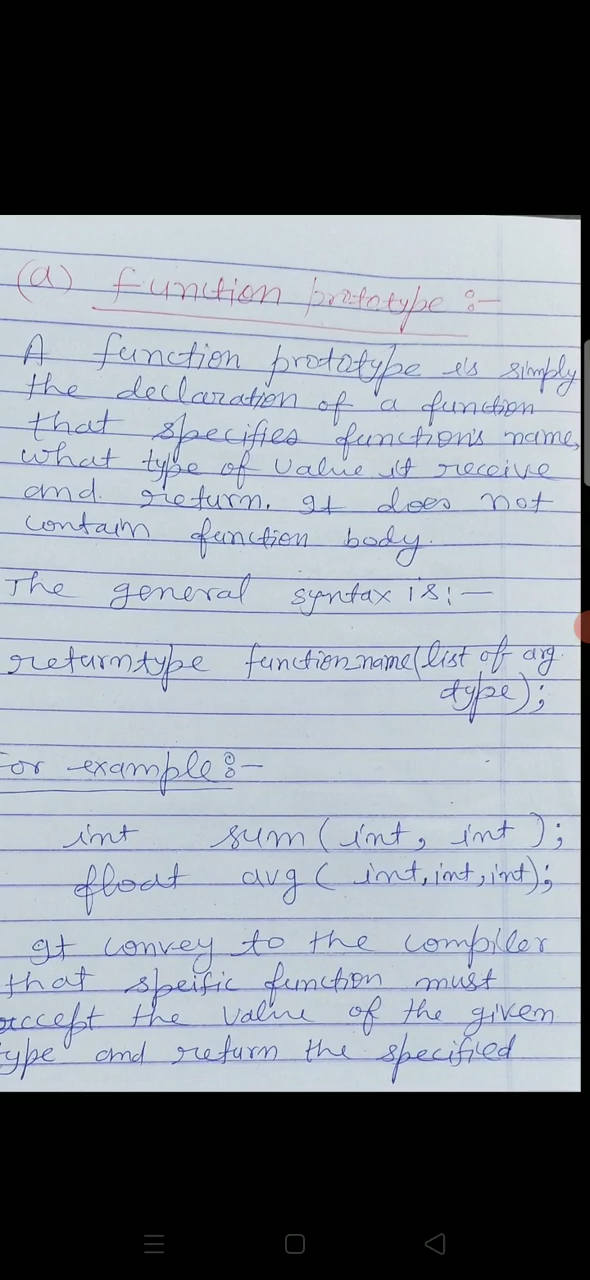 (a) function prototype :-
A function prototype is simply
the declaration of a function
that specifies function's name,
what type of value it receive
and return. It does not
contain function body.
The general syntax is :-
returntype function_name(list of arg.
type);
For example :-
int sum ( int, int );
float avg ( int, int, int);
It convey to the compiler
that speific function must
accept the value of the given
type and return the specified